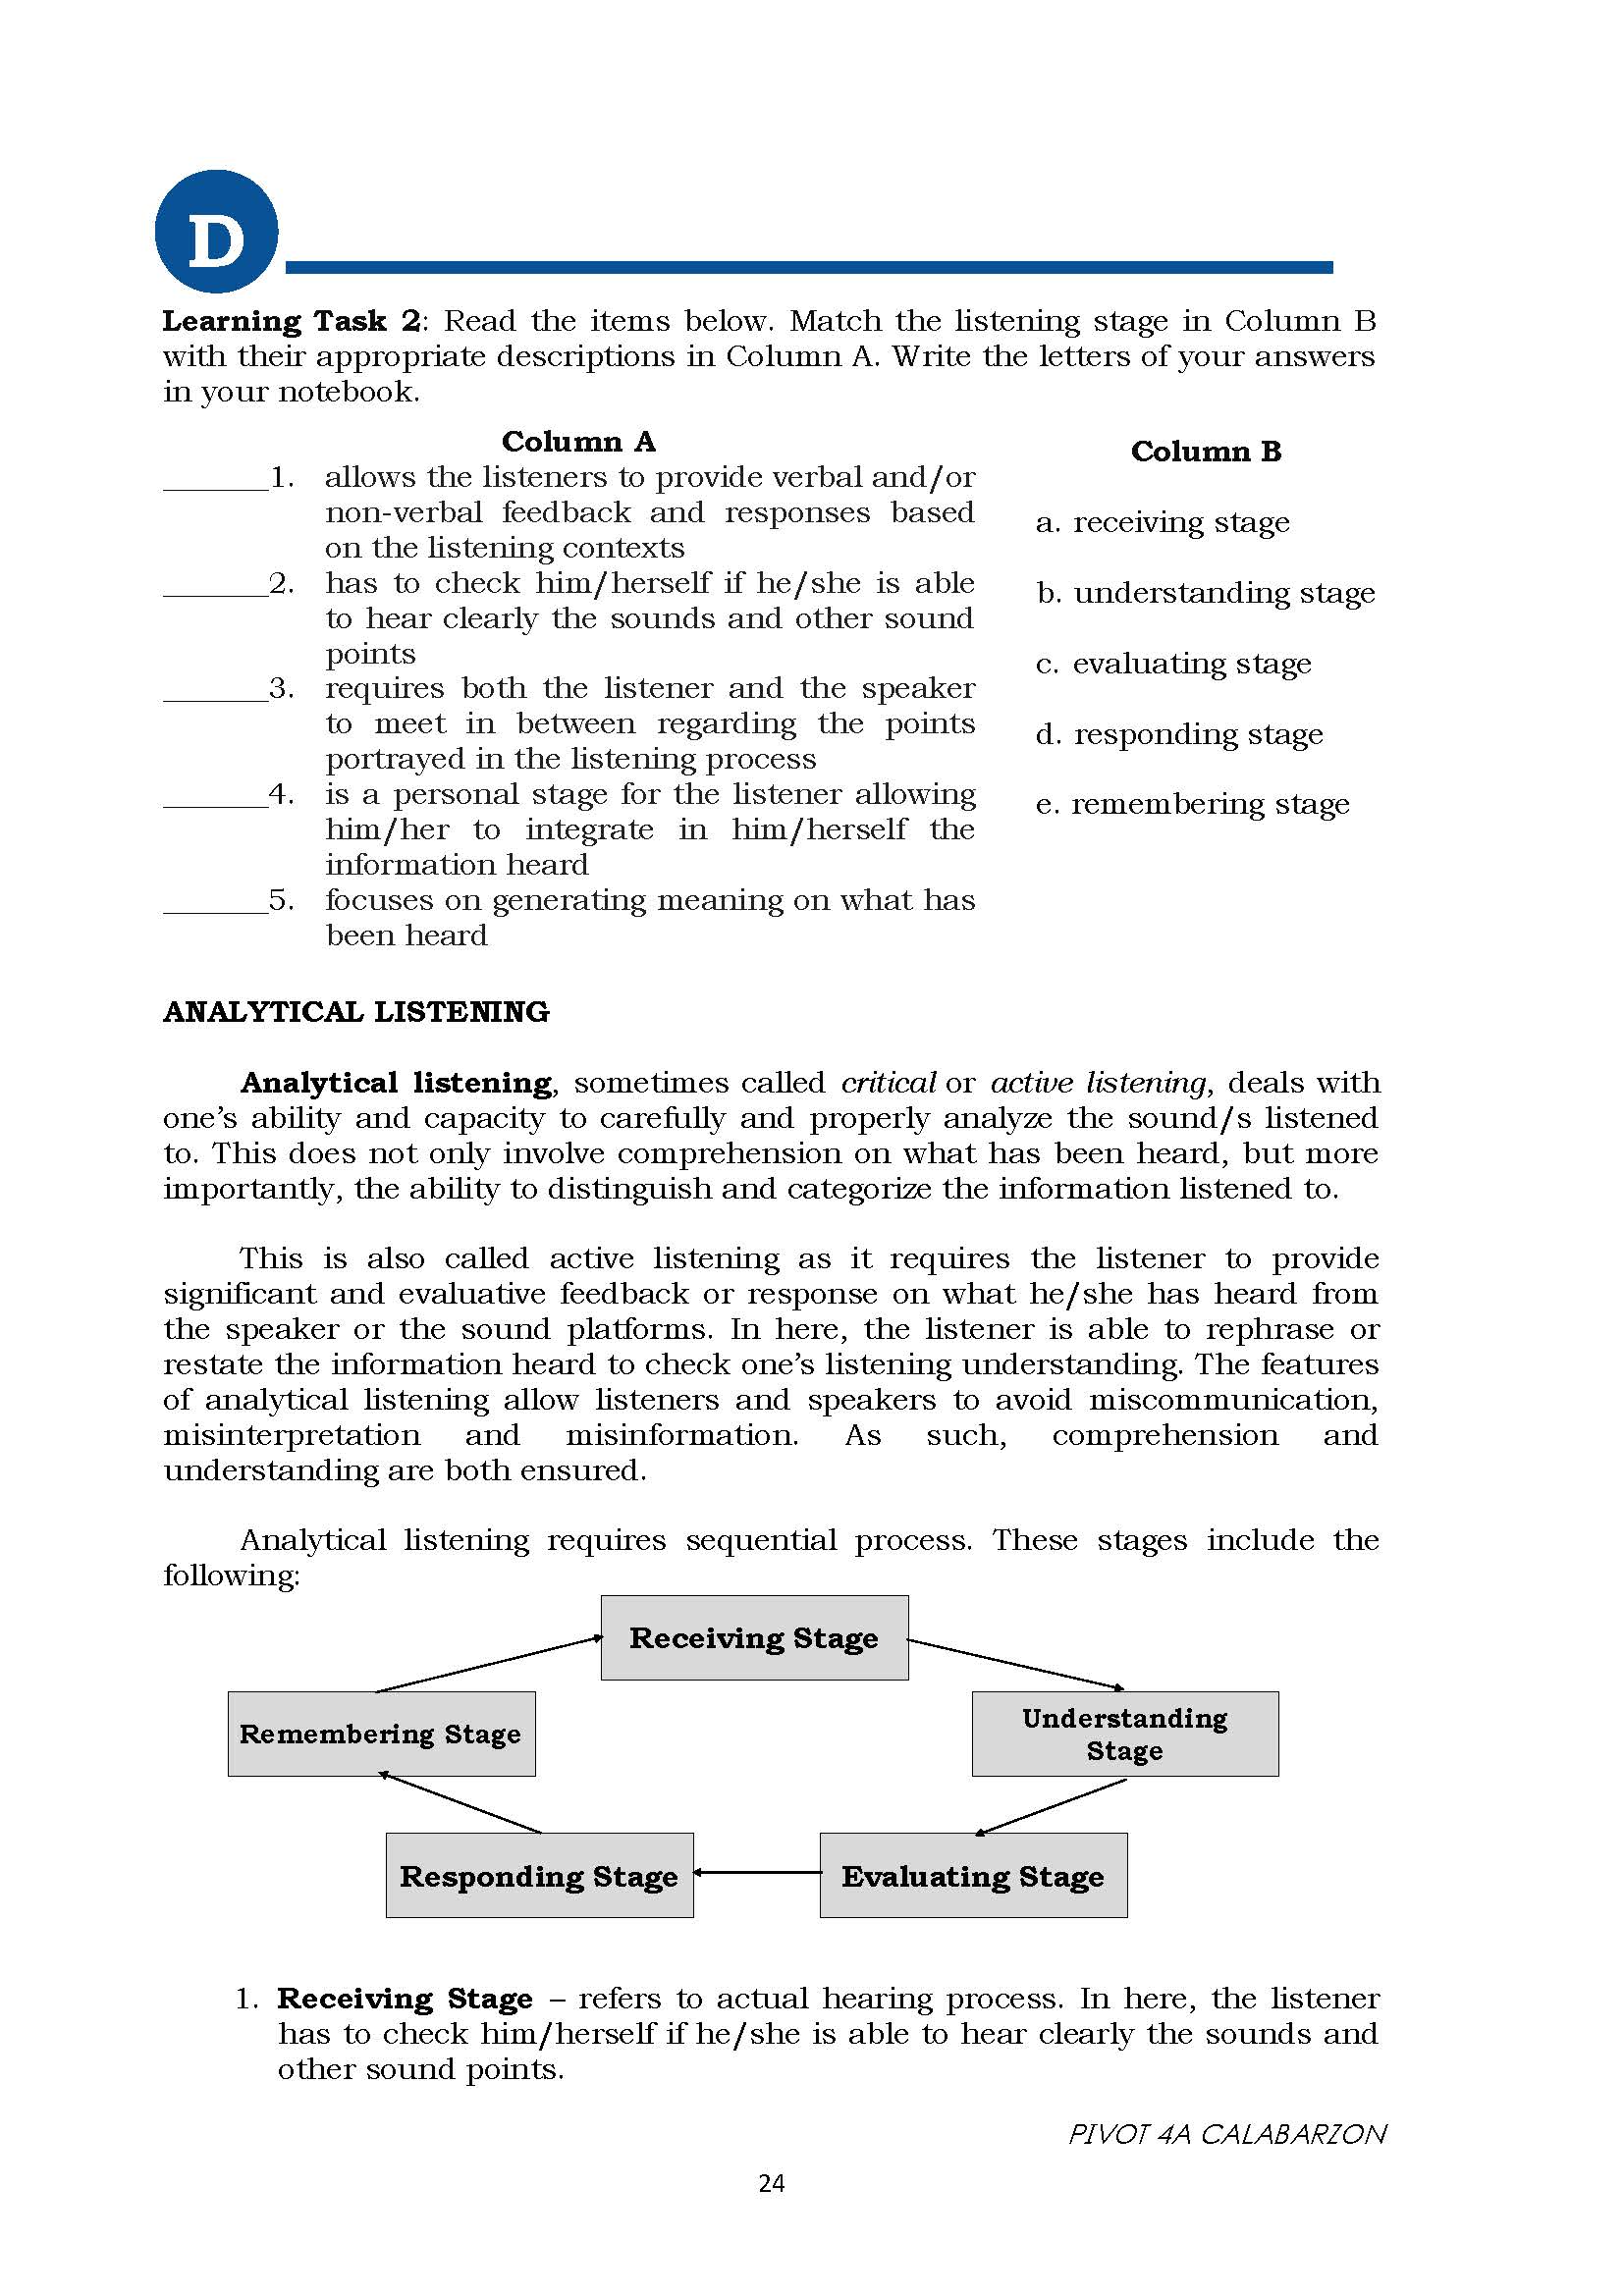 D
Learning Task 2: Read the items below. Match the listening stage in Column B
with their appropriate descriptions in Column A. Write the letters of your answers
in your notebook.
Column A
_______1. allows the listeners to provide verbal and/or
non-verbal feedback and responses based
on the listening contexts
_______2. has to check him/herself if he/she is able
to hear clearly the sounds and other sound
points
_______3. requires both the listener and the speaker
to meet in between regarding the points
portrayed in the listening process
_______4. is a personal stage for the listener allowing
him/her to integrate in him/herself the
information heard
_______5. focuses on generating meaning on what has
been heard
Column B
a. receiving stage
b. understanding stage
c. evaluating stage
d. responding stage
e. remembering stage
ANALYTICAL LISTENING
Analytical listening, sometimes called critical or active listening, deals with
one’s ability and capacity to carefully and properly analyze the sound/s listened
to. This does not only involve comprehension on what has been heard, but more
importantly, the ability to distinguish and categorize the information listened to.
This is also called active listening as it requires the listener to provide
significant and evaluative feedback or response on what he/she has heard from
the speaker or the sound platforms. In here, the listener is able to rephrase or
restate the information heard to check one’s listening understanding. The features
of analytical listening allow listeners and speakers to avoid miscommunication,
misinterpretation and misinformation. As such, comprehension and
understanding are both ensured.
Analytical listening requires sequential process. These stages include the
following:
Receiving Stage
Remembering Stage
Understanding
Stage
Responding Stage
Evaluating Stage
1. Receiving Stage – refers to actual hearing process. In here, the listener
has to check him/herself if he/she is able to hear clearly the sounds and
other sound points.
PIVOT 4A CALABARZON
24